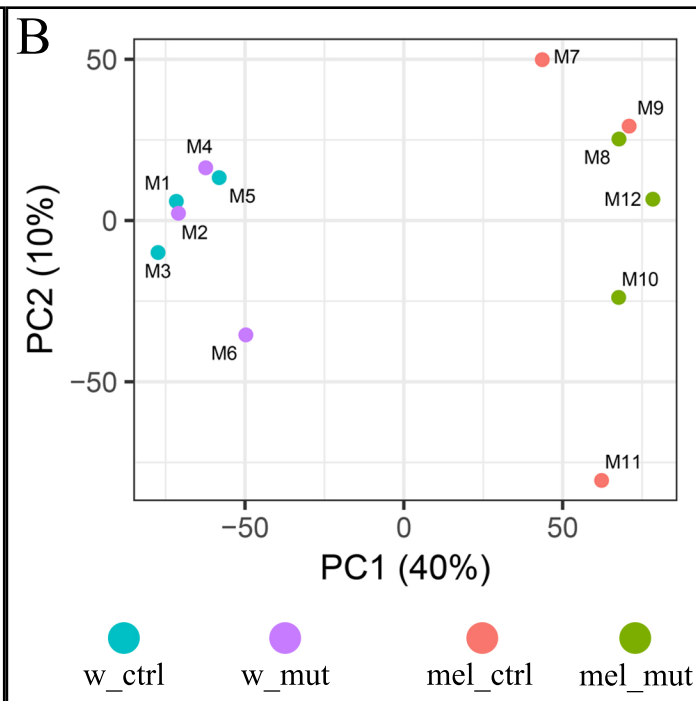 B
50
M7
M9
M4
M8
M1
M5
M12
0
M2
M3
M10
M6
−50
M11
−50 0 50
PC2 (10%)
PC1 (40%)
w_ctrl w_mut mel_ctrl mel_mut